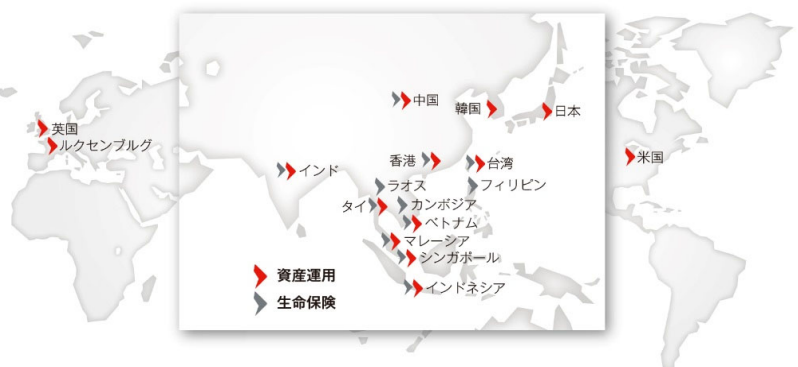 中国
韓国
日本
英国
ルクセンブルグ
香港
台湾
米国
インド
ラオス
フィリピン
タイ
カンボジア
ベトナム
マレーシア
シンガポール
インドネシア
資産運用
生命保険